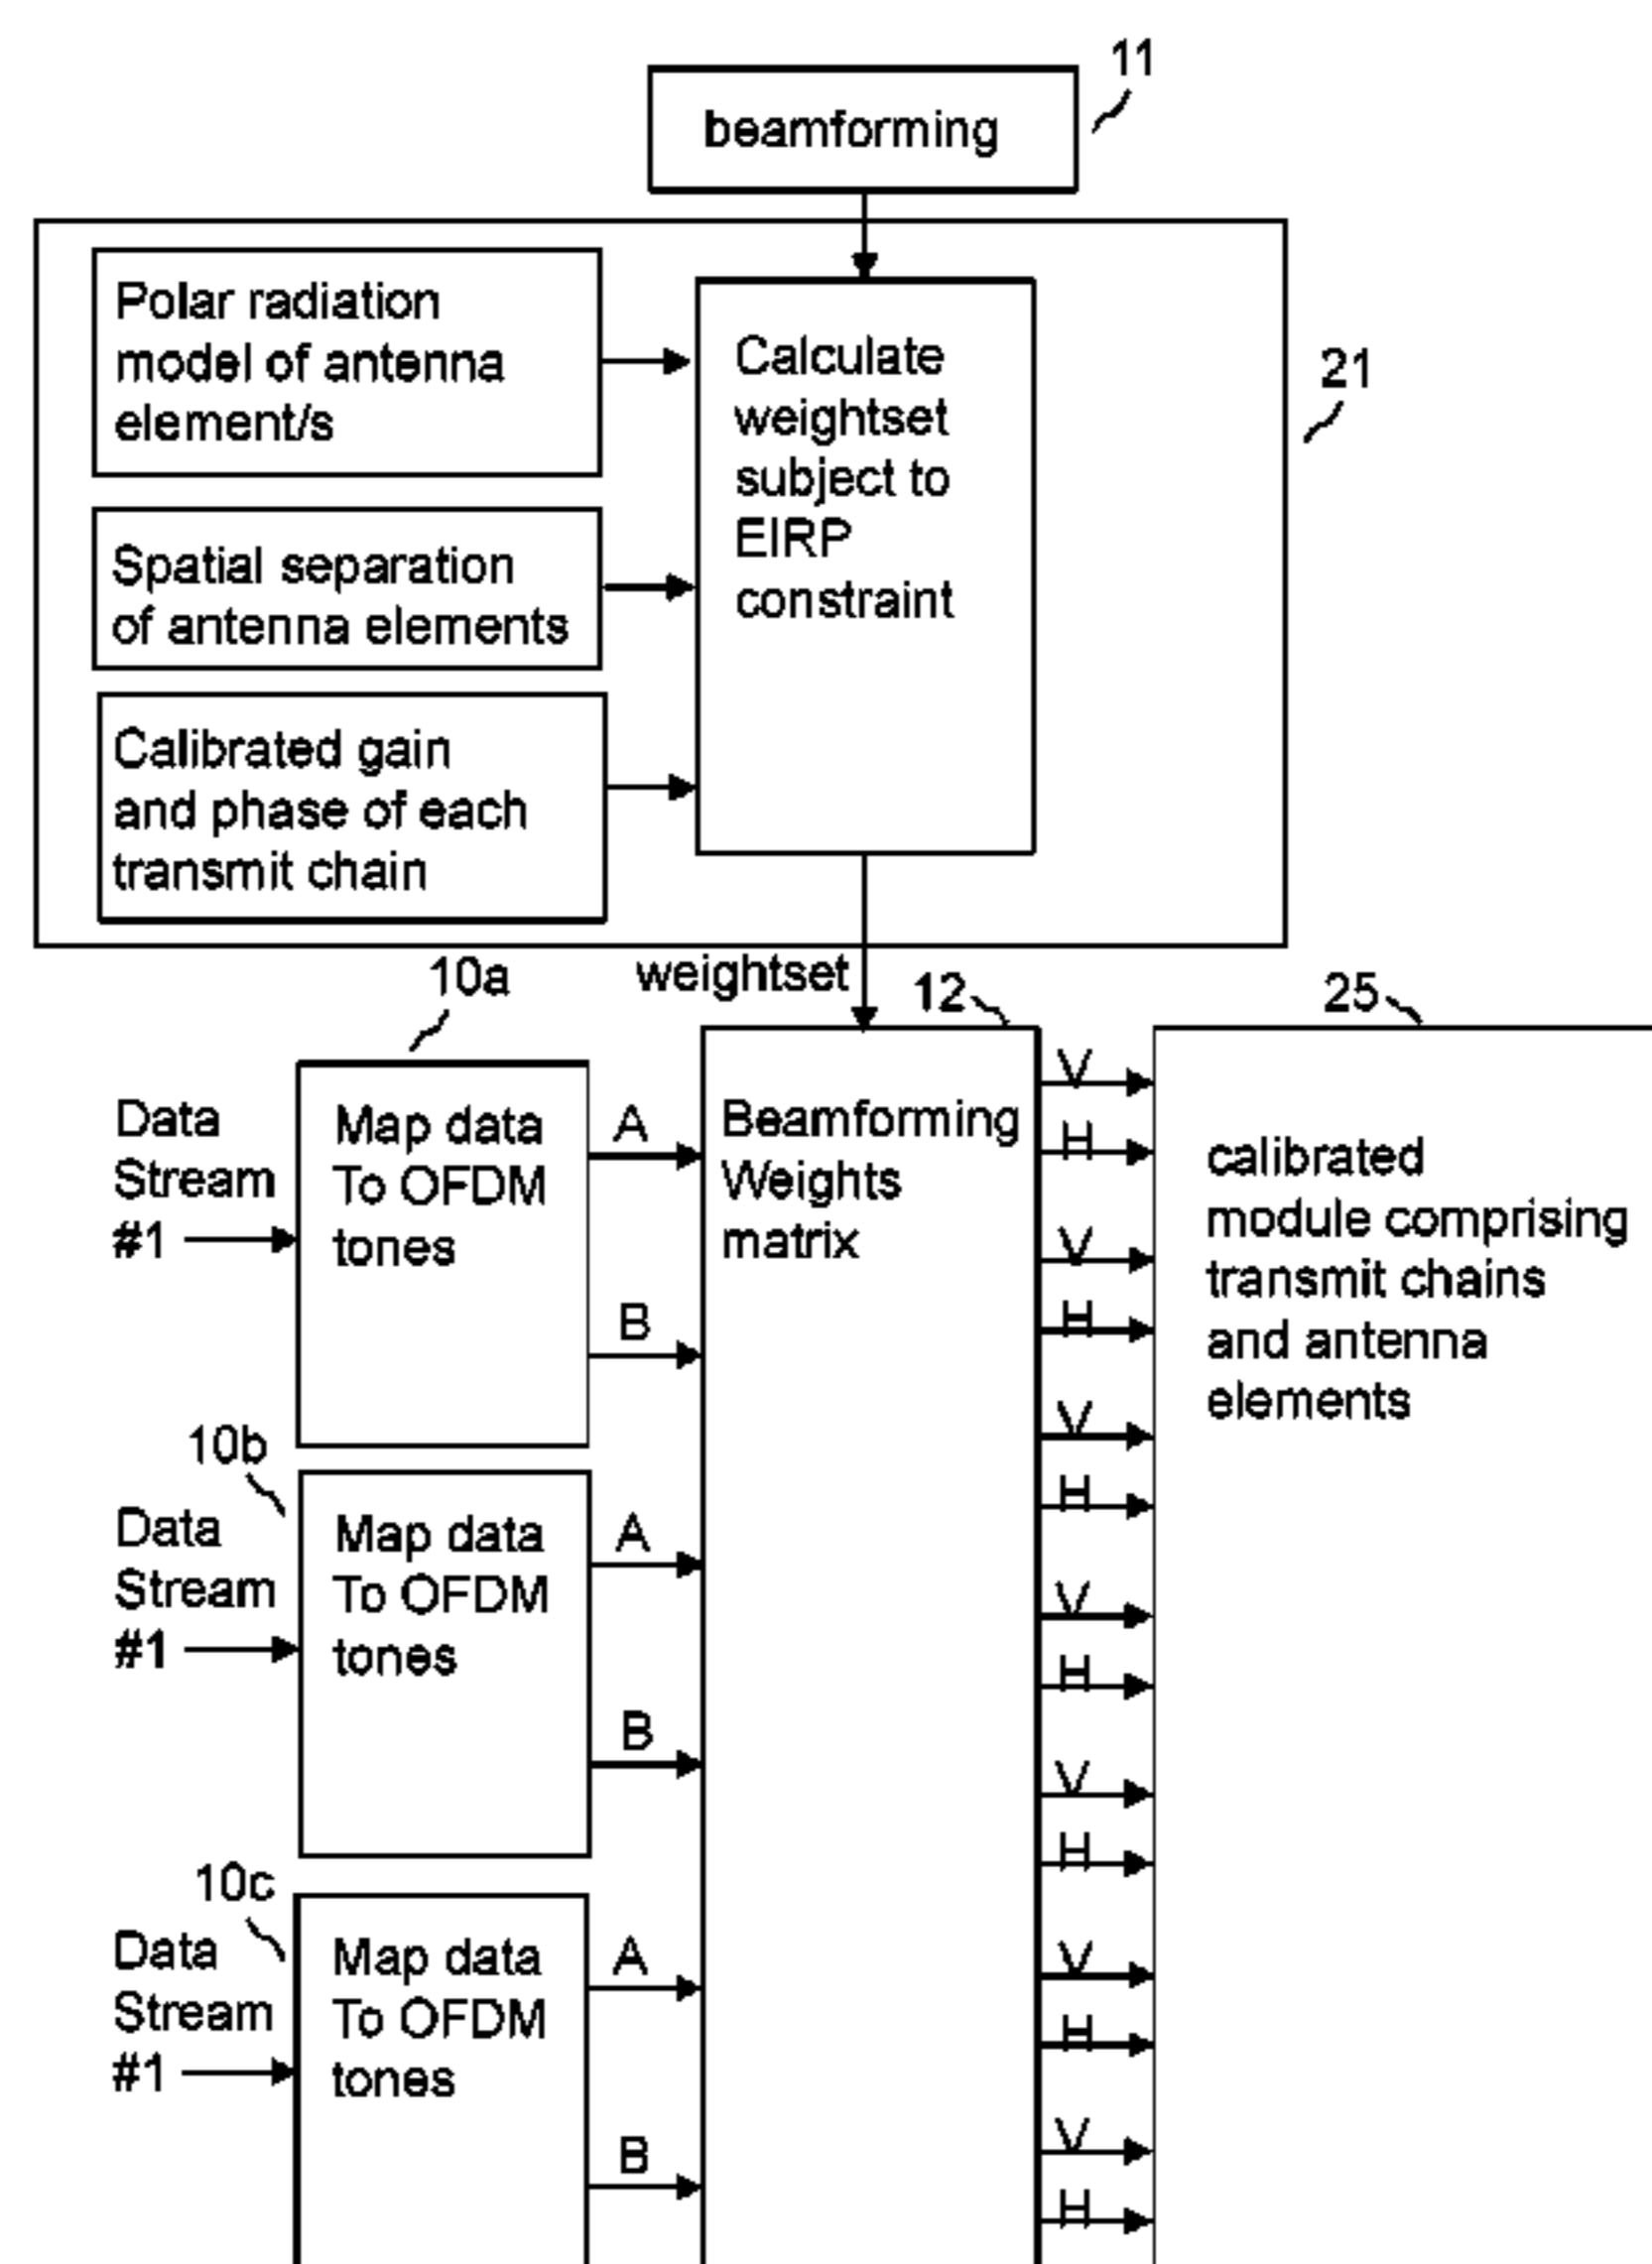 11
beamforming
Polar radiation
model of antenna
element/s
Calculate
weightset
subject to
EIRP
constraint
21
Spatial separation
of antenna elements
Calibrated gain
and phase of each
transmit chain
weightset
10a
12
25
Data
Stream
#1
Map data
To OFDM
tones
A
B
Beamforming
Weights
matrix
V
H
V
H
V
H
V
H
V
H
V
H
V
H
calibrated
module comprising
transmit chains
and antenna
elements
10b
Data
Stream
#1
Map data
To OFDM
tones
A
B
10c
Data
Stream
#1
Map data
To OFDM
tones
A
B